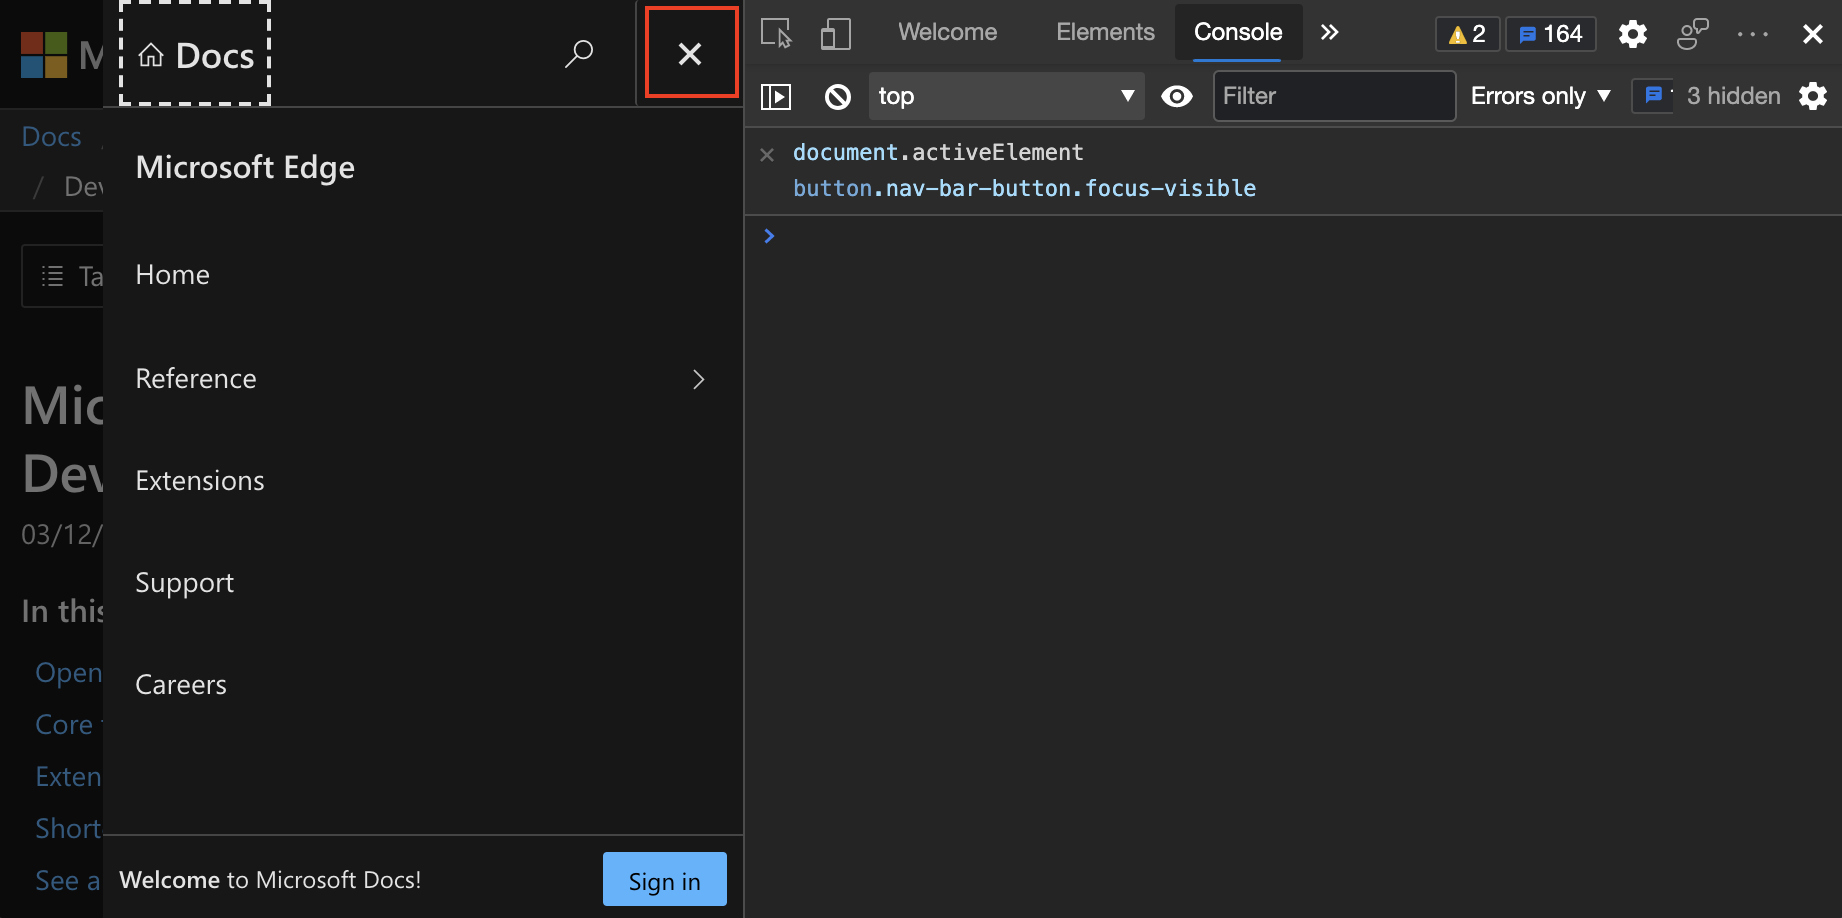 M
Docs
Docs
/ Dev
Ta
Mic
Dev
03/12/
In this
Open
Core
Exten
Short
See a
Microsoft Edge
Home
Reference
Extensions
Support
Careers
Welcome to Microsoft Docs!
Sign in
Welcome Elements Console 2 164
top Filter Errors only 3 hidden
document.activeElement
button.nav-bar-button.focus-visible